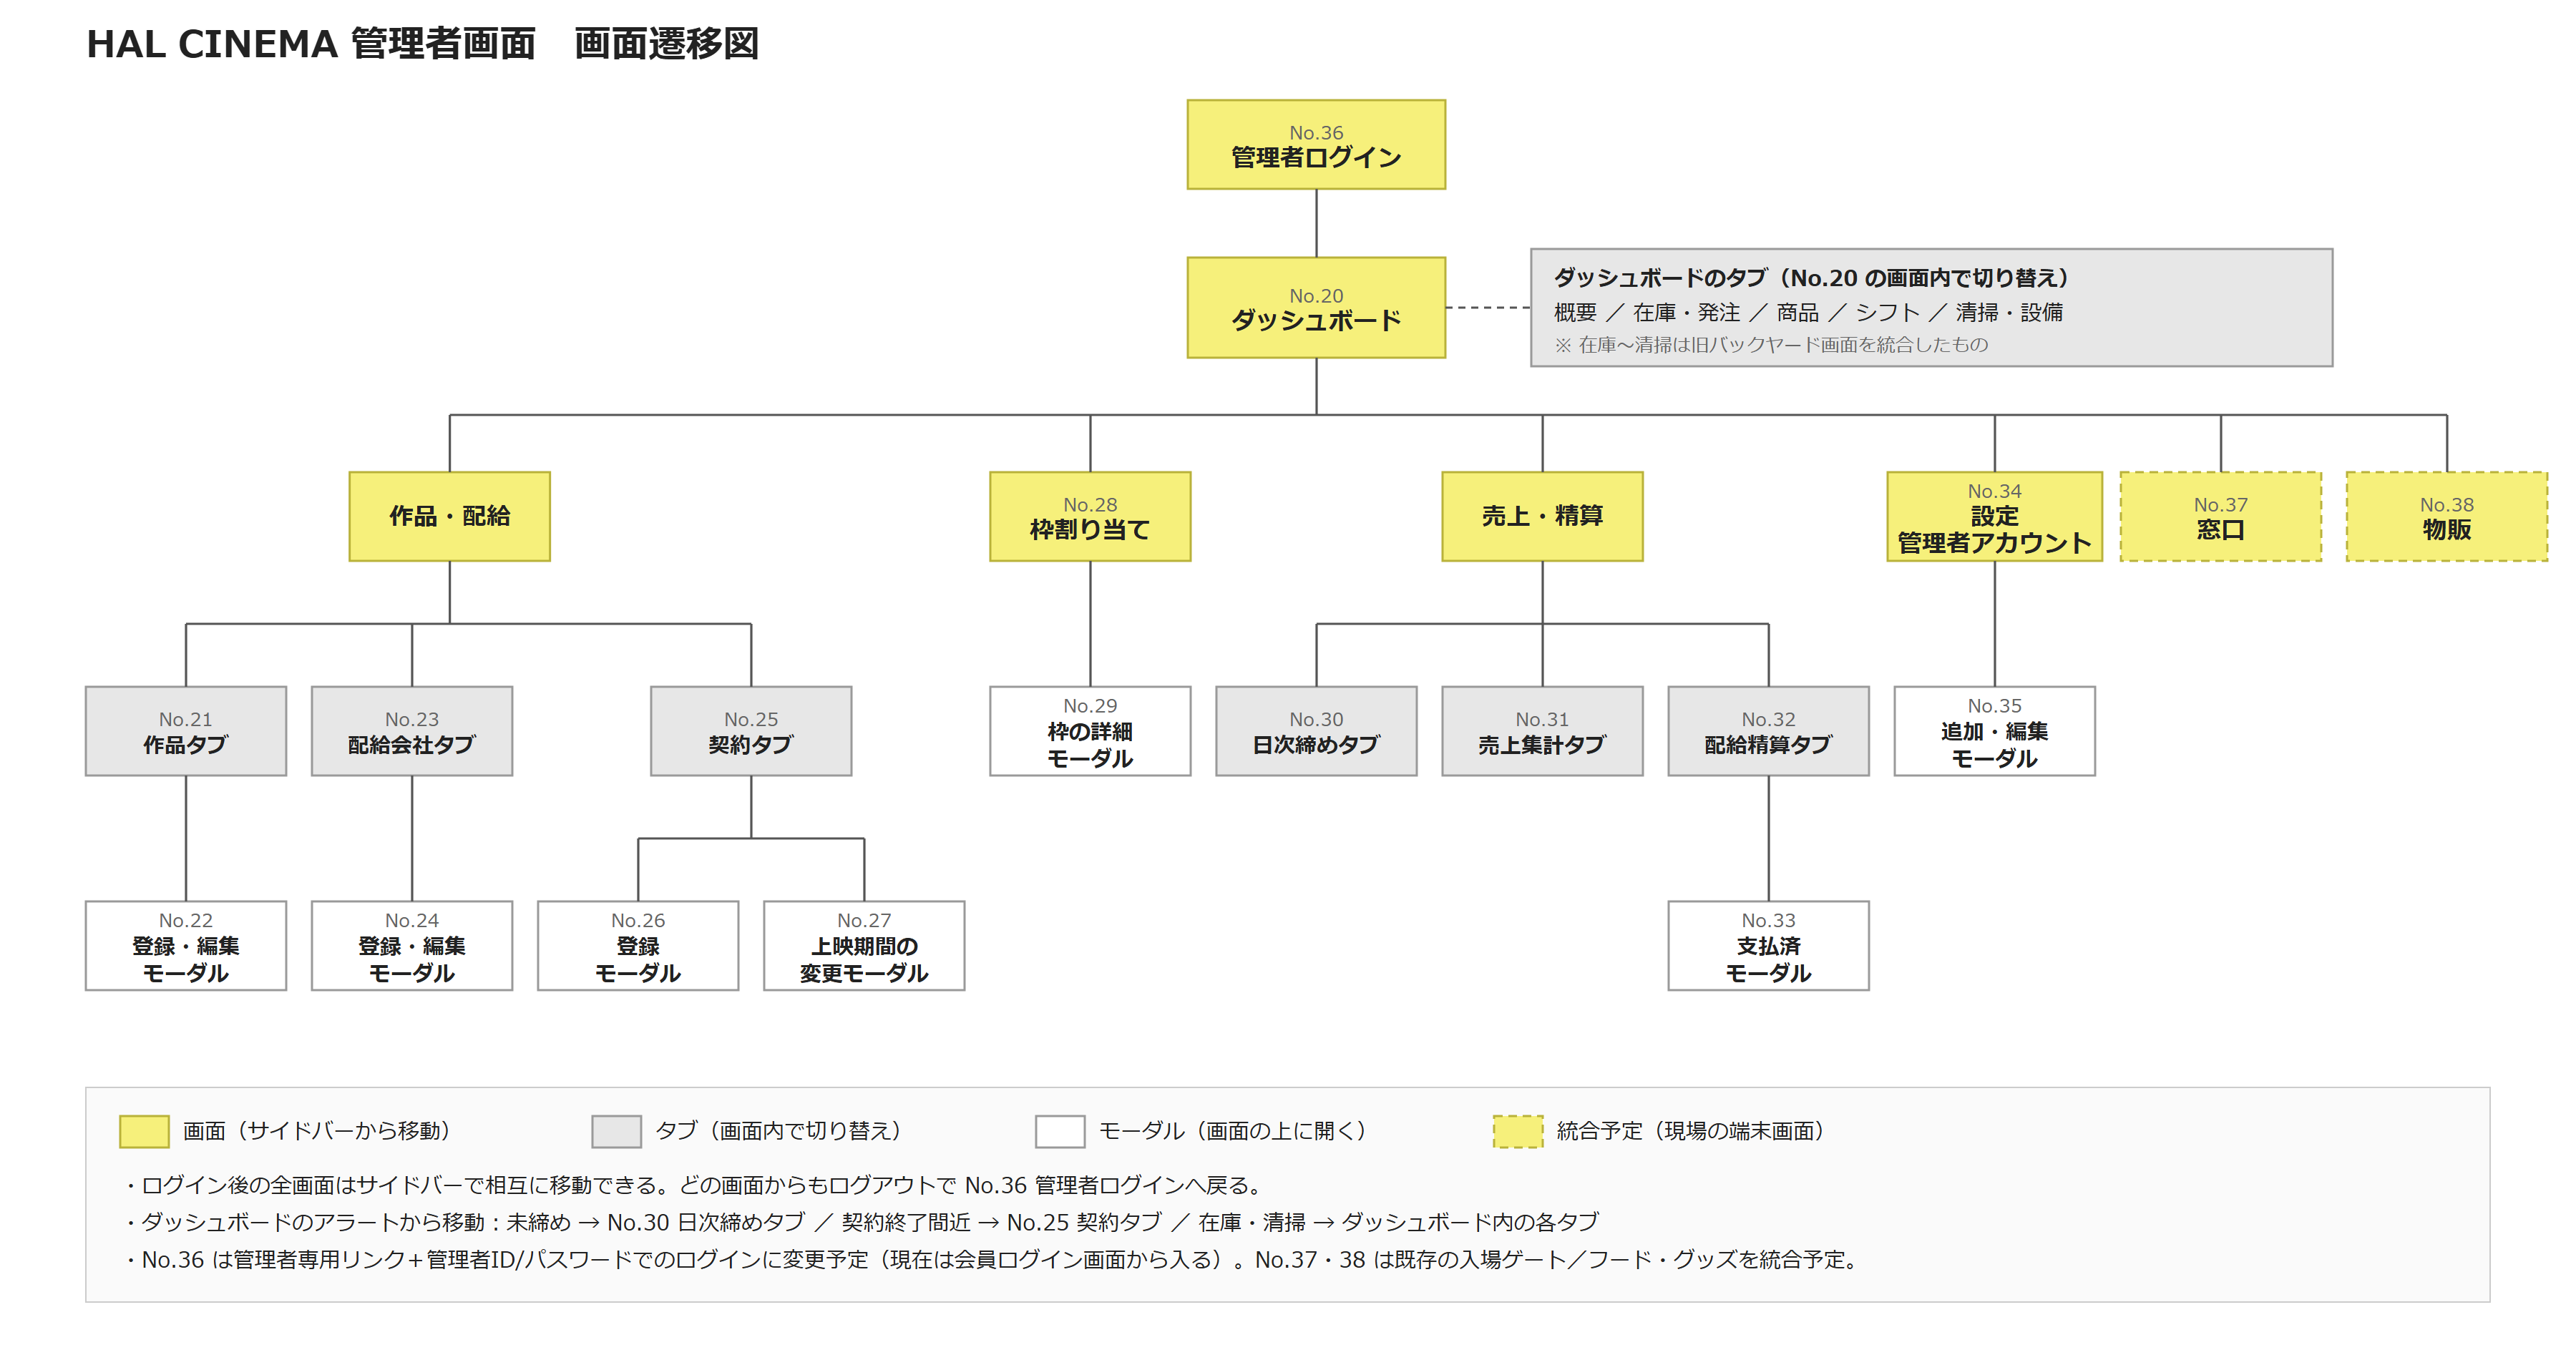 HAL CINEMA 管理者画面　画面遷移図
No.36
管理者ログイン
No.20
ダッシュボード
ダッシュボードのタブ（No.20 の画面内で切り替え）
概要 ／ 在庫・発注 ／ 商品 ／ シフト ／ 清掃・設備
※ 在庫～清掃は旧バックヤード画面を統合したもの
作品・配給
No.28
枠割り当て
売上・精算
No.34
設定
管理者アカウント
No.37
窓口
No.38
物販
No.21
作品タブ
No.23
配給会社タブ
No.25
契約タブ
No.29
枠の詳細
モーダル
No.30
日次締めタブ
No.31
売上集計タブ
No.32
配給精算タブ
No.35
追加・編集
モーダル
No.22
登録・編集
モーダル
No.24
登録・編集
モーダル
No.26
登録
モーダル
No.27
上映期間の
変更モーダル
No.33
支払済
モーダル
画面（サイドバーから移動）
タブ（画面内で切り替え）
モーダル（画面の上に開く）
統合予定（現場の端末画面）
・ログイン後の全画面はサイドバーで相互に移動できる。どの画面からもログアウトで No.36 管理者ログインへ戻る。
・ダッシュボードのアラートから移動：未締め → No.30 日次締めタブ ／ 契約終了間近 → No.25 契約タブ ／ 在庫・清掃 → ダッシュボード内の各タブ
・No.36 は管理者専用リンク＋管理者ID/パスワードでのログインに変更予定（現在は会員ログイン画面から入る）。No.37・38 は既存の入場ゲート／フード・グッズを統合予定。